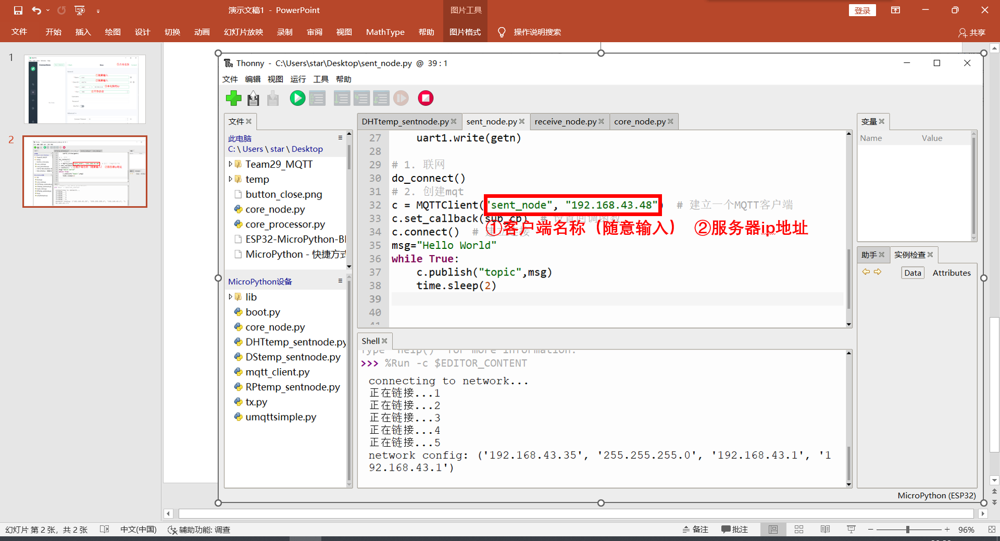 演示文稿1 - PowerPoint
图片工具
登录
文件 开始 插入 绘图 设计 切换 动画 幻灯片放映 录制 审阅 视图 MathType 帮助 图片格式 操作说明搜索 共享
1
2
Thonny - C:\Users\star\Desktop\sent_node.py @ 39 : 1
文件 编辑 视图 运行 工具 帮助
文件
此电脑
C: \ Users \ star \ Desktop
Team29_MQTT
temp
button_close.png
core_node.py
core_processor.py
ESP32-MicroPython-Bl
MicroPython - 快捷方式
MicroPython设备
lib
boot.py
core_node.py
DHTtemp_sentnode.py
DStemp_sentnode.py
mqtt_client.py
RPtemp_sentnode.py
tx.py
umqttsimple.py
DHTtemp_sentnode.py sent_node.py receive_node.py core_node.py
27 uart1.write(getn)
28
29 # 1. 联网
30 do_connect()
31 # 2. 创建mqt
32 c = MQTTClient("sent_node", "192.168.43.48") # 建立一个MQTT客户端
33 c.set_callback(sub_cb) # 设置回调函数
34 c.connect() # 建立连接
①客户端名称（随意输入） ②服务器ip地址
35 msg="Hello World"
36 while True:
37 c.publish("topic",msg)
38 time.sleep(2)
39
40
41
Shell
Type "help()" for more information.
>>> %Run -c $EDITOR_CONTENT
connecting to network...
正在链接...1
正在链接...2
正在链接...3
正在链接...4
正在链接...5
network config: ('192.168.43.35', '255.255.255.0', '192.168.43.1', '1
92.168.43.1')
变量
Name Value
助手 实例检查
Data Attributes
MicroPython (ESP32)
幻灯片 第 2 张，共 2 张 中文(中国) 辅助功能: 调查 备注 批注 96%